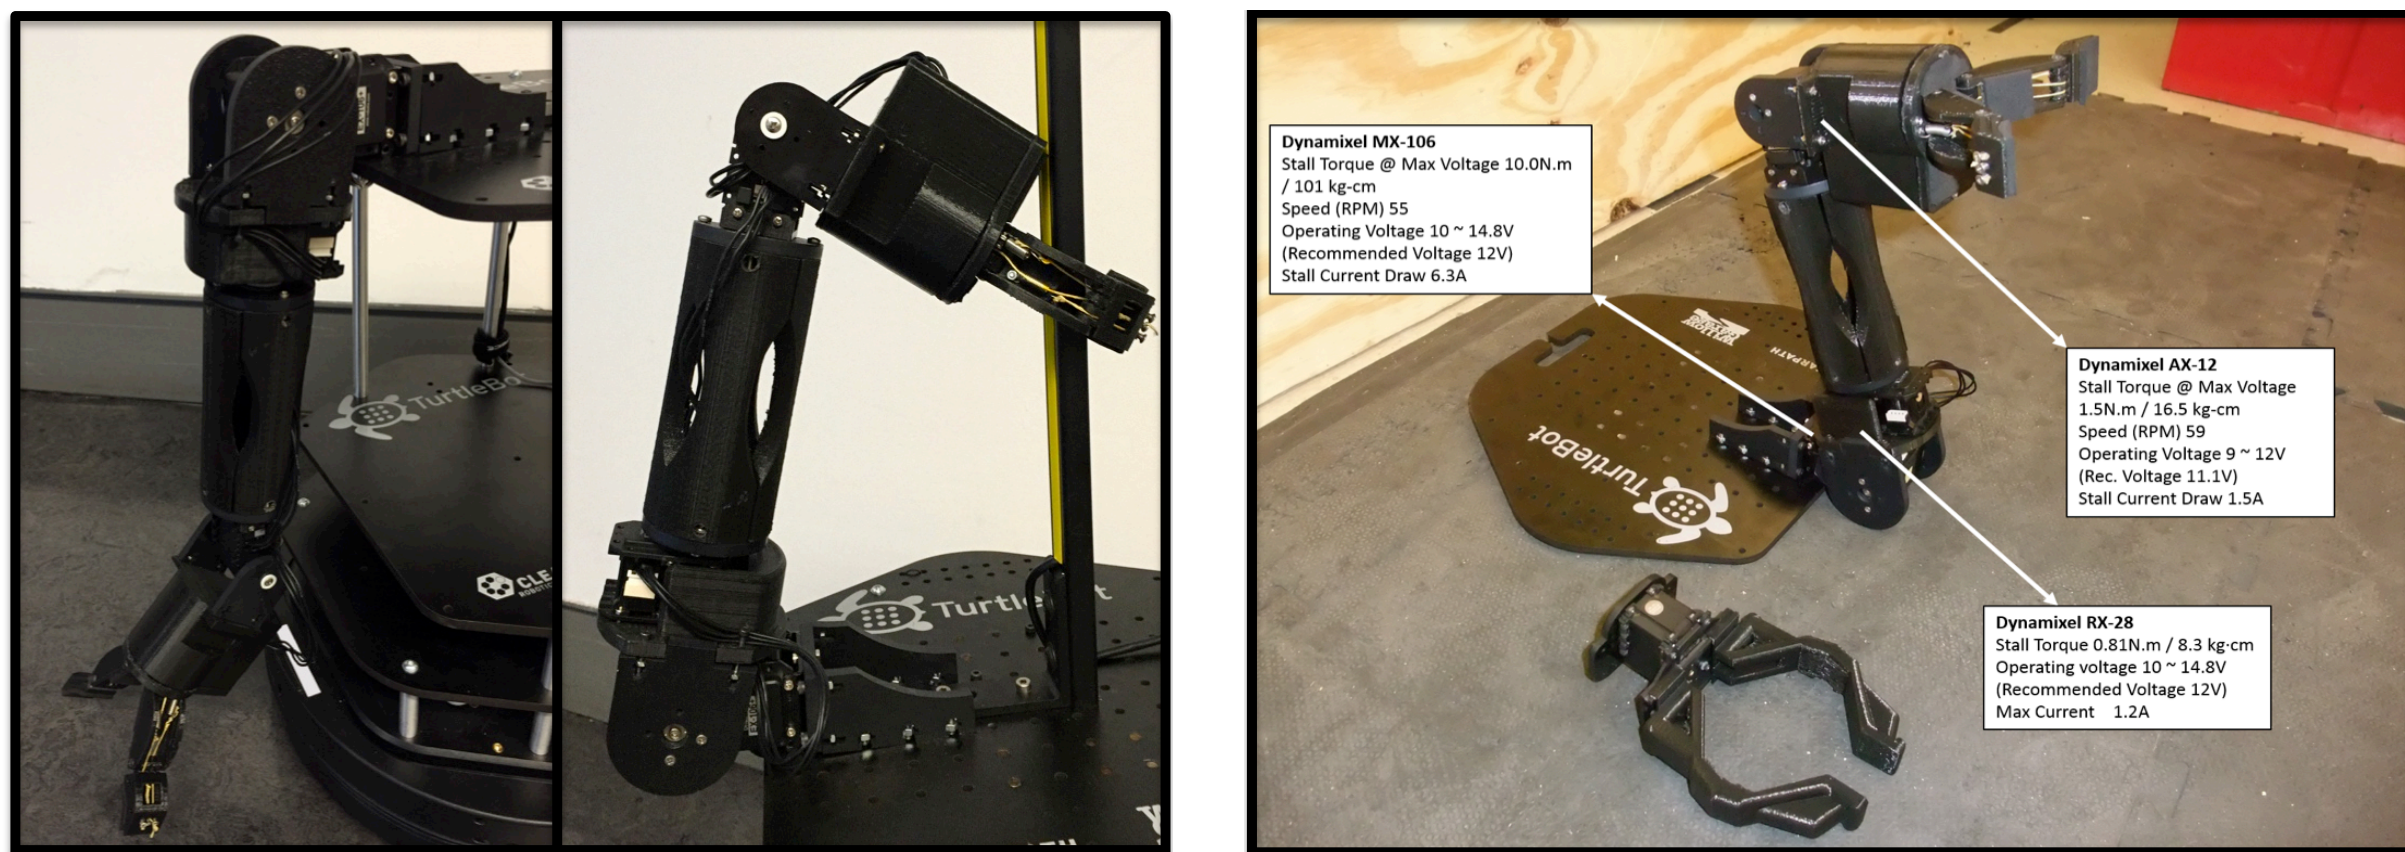 TurtleBot
CLE
ROBOTIC
Turtle
Dynamixel MX-106
Stall Torque @ Max Voltage 10.0N.m
/ 101 kg-cm
Speed (RPM) 55
Operating Voltage 10 ~ 14.8V
(Recommended Voltage 12V)
Stall Current Draw 6.3A
TurtleBot
Dynamixel AX-12
Stall Torque @ Max Voltage
1.5N.m / 16.5 kg-cm
Speed (RPM) 59
Operating Voltage 9 ~ 12V
(Rec. Voltage 11.1V)
Stall Current Draw 1.5A
Dynamixel RX-28
Stall Torque 0.81N.m / 8.3 kg·cm
Operating voltage 10 ~ 14.8V
(Recommended Voltage 12V)
Max Current 1.2A